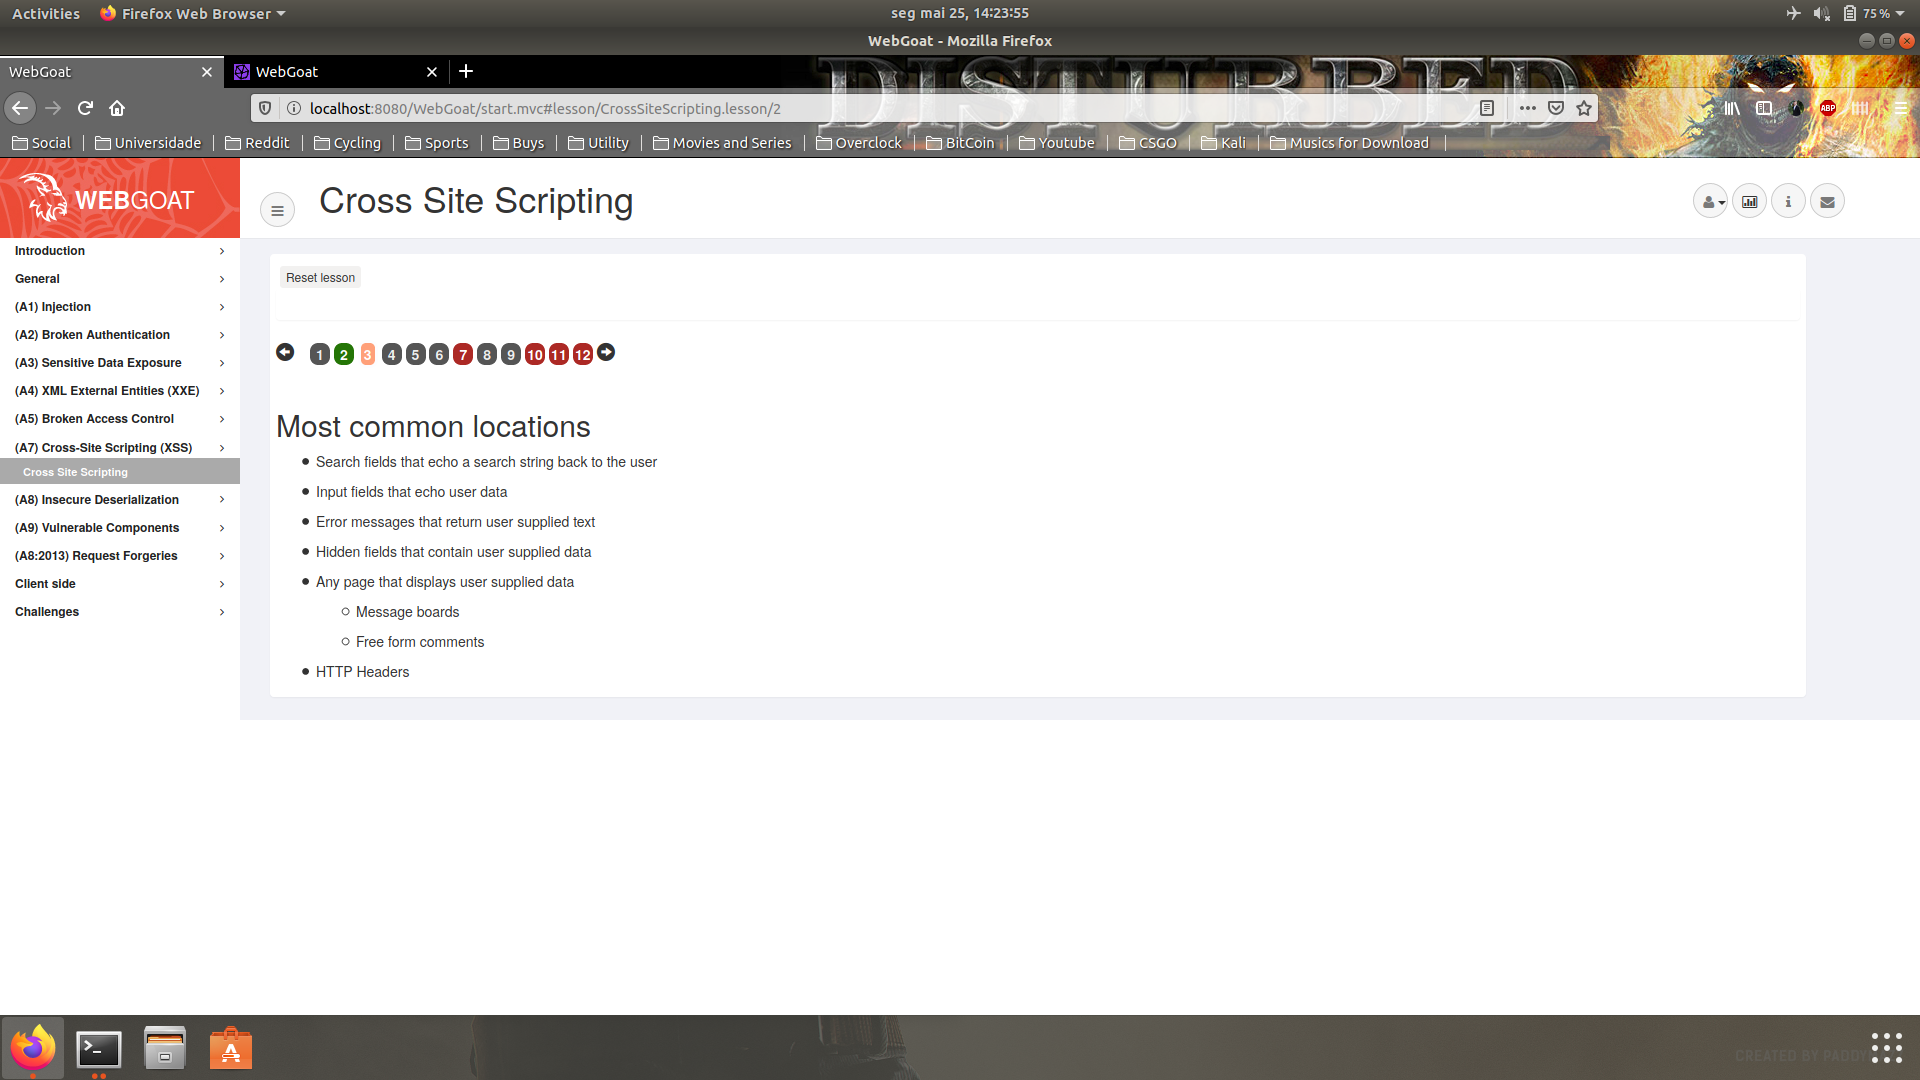 Activities Firefox Web Browser seg mai 25, 14:23:55 75 %
WebGoat - Mozilla Firefox
WebGoat WebGoat
DISTURBED
localhost:8080/WebGoat/start.mvc#lesson/CrossSiteScripting.lesson/2 ABP
Social Universidade Reddit Cycling Sports Buys Utility Movies and Series Overclock BitCoin Youtube CSGO Kali Musics for Download
WEBGOAT
Cross Site Scripting
Introduction
General
(A1) Injection
(A2) Broken Authentication
(A3) Sensitive Data Exposure
(A4) XML External Entities (XXE)
(A5) Broken Access Control
(A7) Cross-Site Scripting (XSS)
Cross Site Scripting
(A8) Insecure Deserialization
(A9) Vulnerable Components
(A8:2013) Request Forgeries
Client side
Challenges
Reset lesson
1 2 3 4 5 6 7 8 9 10 11 12
Most common locations
Search fields that echo a search string back to the user
Input fields that echo user data
Error messages that return user supplied text
Hidden fields that contain user supplied data
Any page that displays user supplied data
Message boards
Free form comments
HTTP Headers
CREATED BY